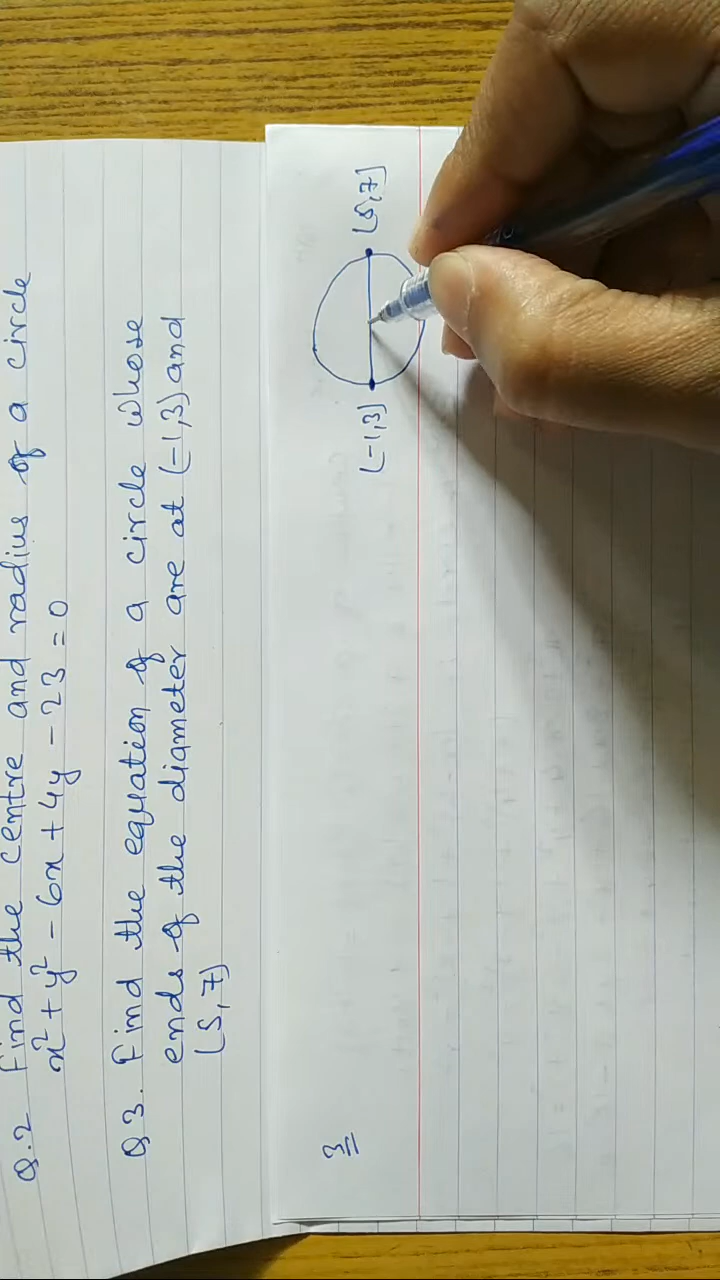 Q.2 Find the centre and radius of a circle
x²+y²-6x+4y-23=0
Q3. Find the equation of a circle whose
ends of the diameter are at (-1,3) and
(5,7)
3
(-1,3) (5,7)